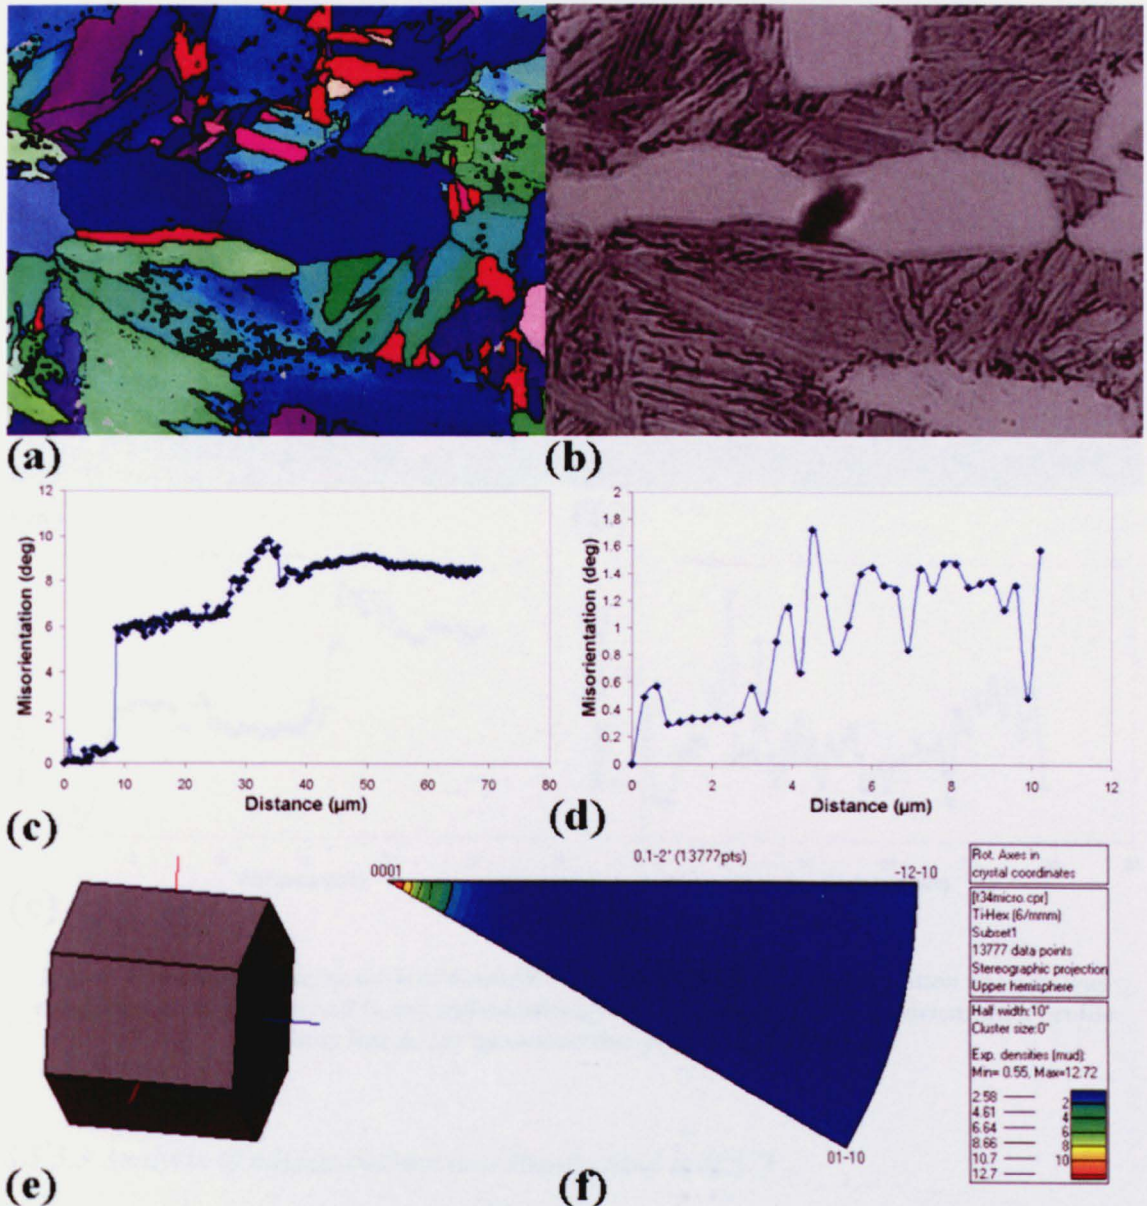 (a)
(b)
12
10
8
6
4
2
0
Misorientation (deg)
0 10 20 30 40 50 60 70 80
Distance (µm)
(c)
2
1.8
1.6
1.4
1.2
1
0.8
0.6
0.4
0.2
0
Misorientation (deg)
0 2 4 6 8 10 12
Distance (µm)
(d)
(e)
0001
0.1-2° (13777pts)
-12-10
01-10
(f)
Rot. Axes in
crystal coordinates
[t34micro.cpr]
Ti-Hex (6/mmm)
Subset1
13777 data points
Stereographic projection
Upper hemisphere
Half width:10°
Cluster size:0°
Exp. densities (mud):
Min= 0.55, Max=12.72
2.58 2
4.61 4
6.64 6
8.66 8
10.7 10
12.7